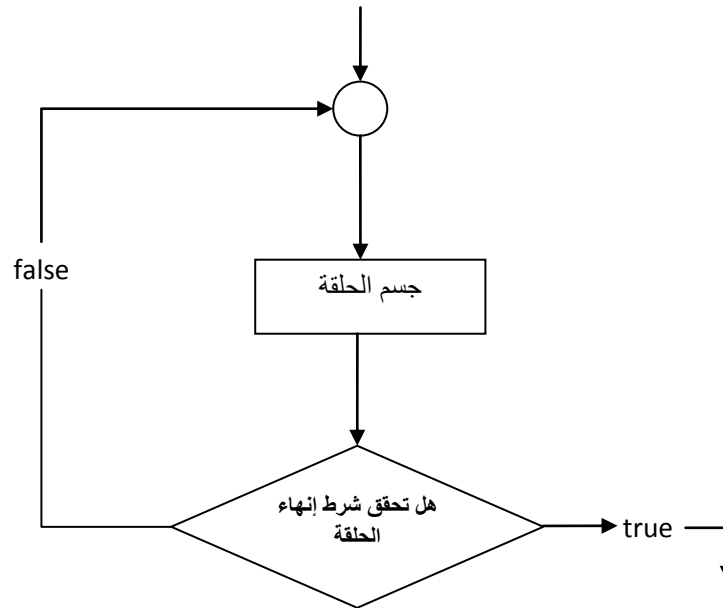 جسم الحلقة
false
هل تحقق شرط إنهاء
الحلقة
true